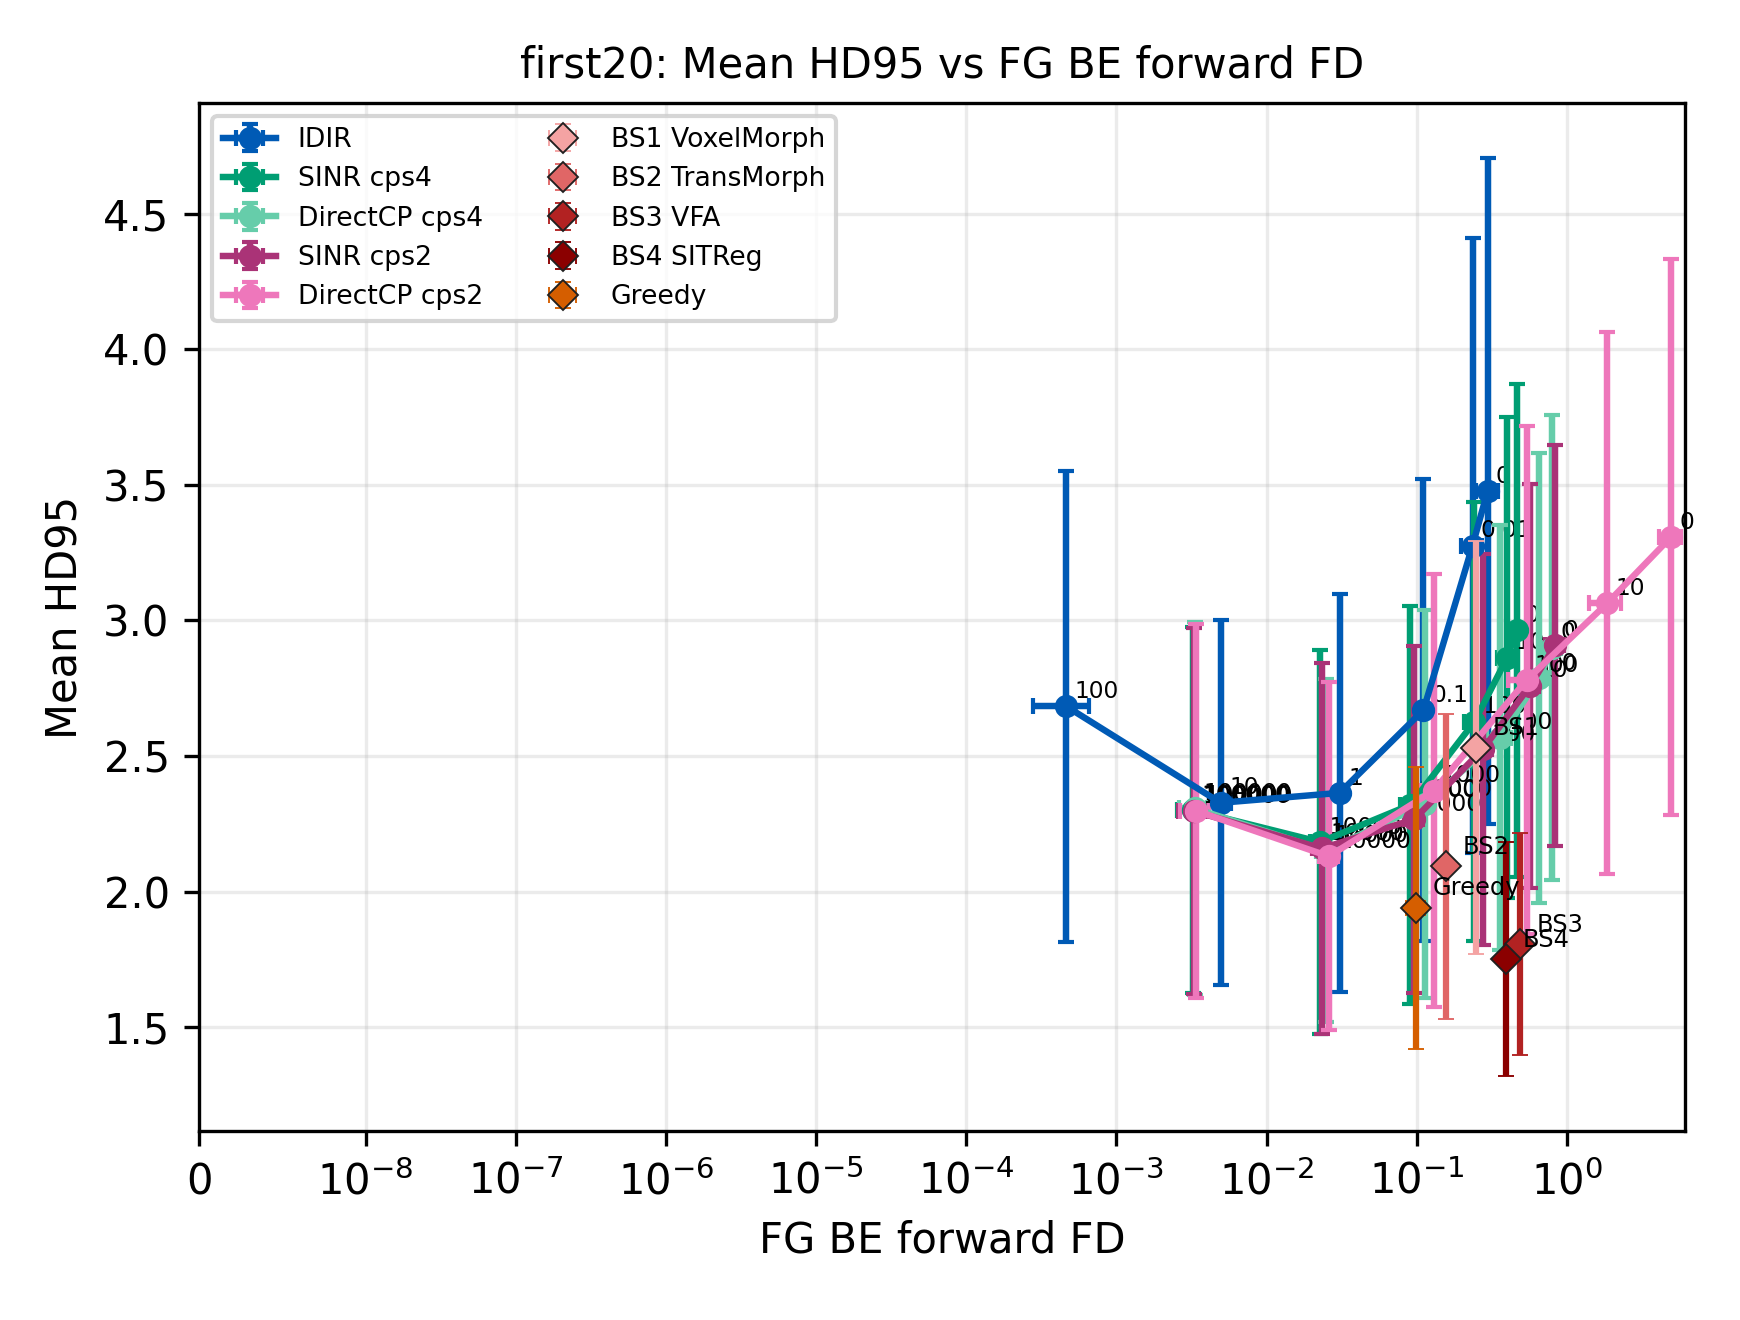 first20: Mean HD95 vs FG BE forward FD
IDIR
SINR cps4
DirectCP cps4
SINR cps2
DirectCP cps2
BS1 VoxelMorph
BS2 TransMorph
BS3 VFA
BS4 SITReg
Greedy
Mean HD95
4.5
4.0
3.5
3.0
2.5
2.0
1.5
0
0
10
0
100
0.1
BS1
10
1
BS2
Greedy
BS3
BS4
0
10⁻⁸
10⁻⁷
10⁻⁶
10⁻⁵
10⁻⁴
10⁻³
10⁻²
10⁻¹
10⁰
FG BE forward FD